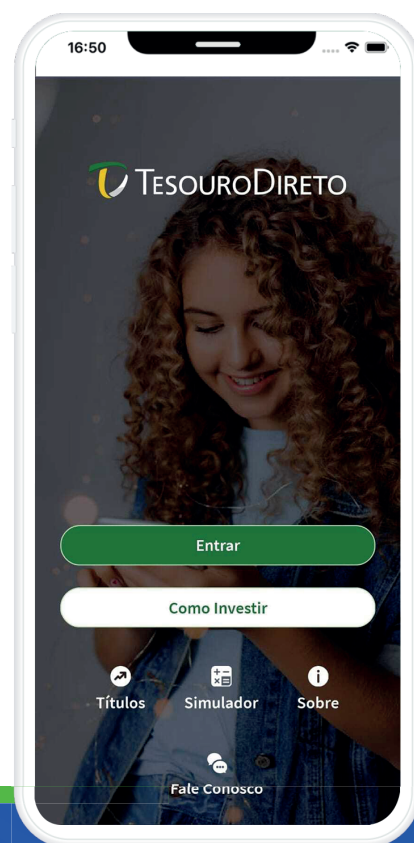 16:50
TESOURODIRETO
Entrar
Como Investir
Títulos Simulador Sobre
Fale Conosco